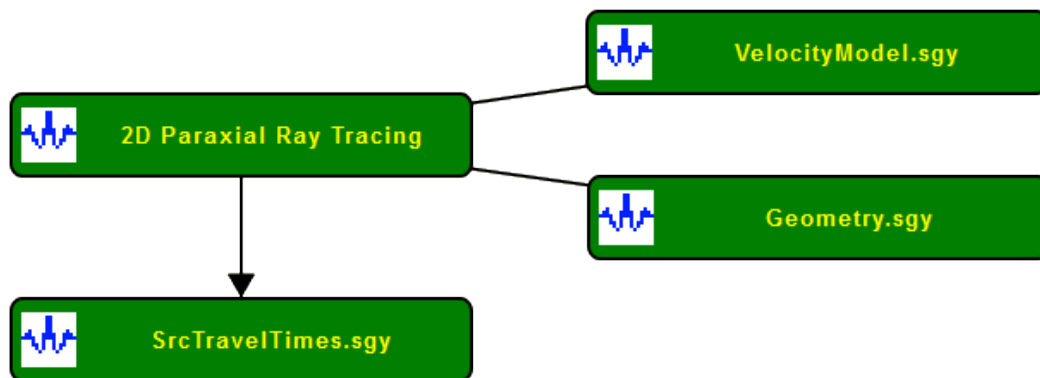 VelocityModel.sgy
2D Paraxial Ray Tracing
Geometry.sgy
SrcTravelTimes.sgy